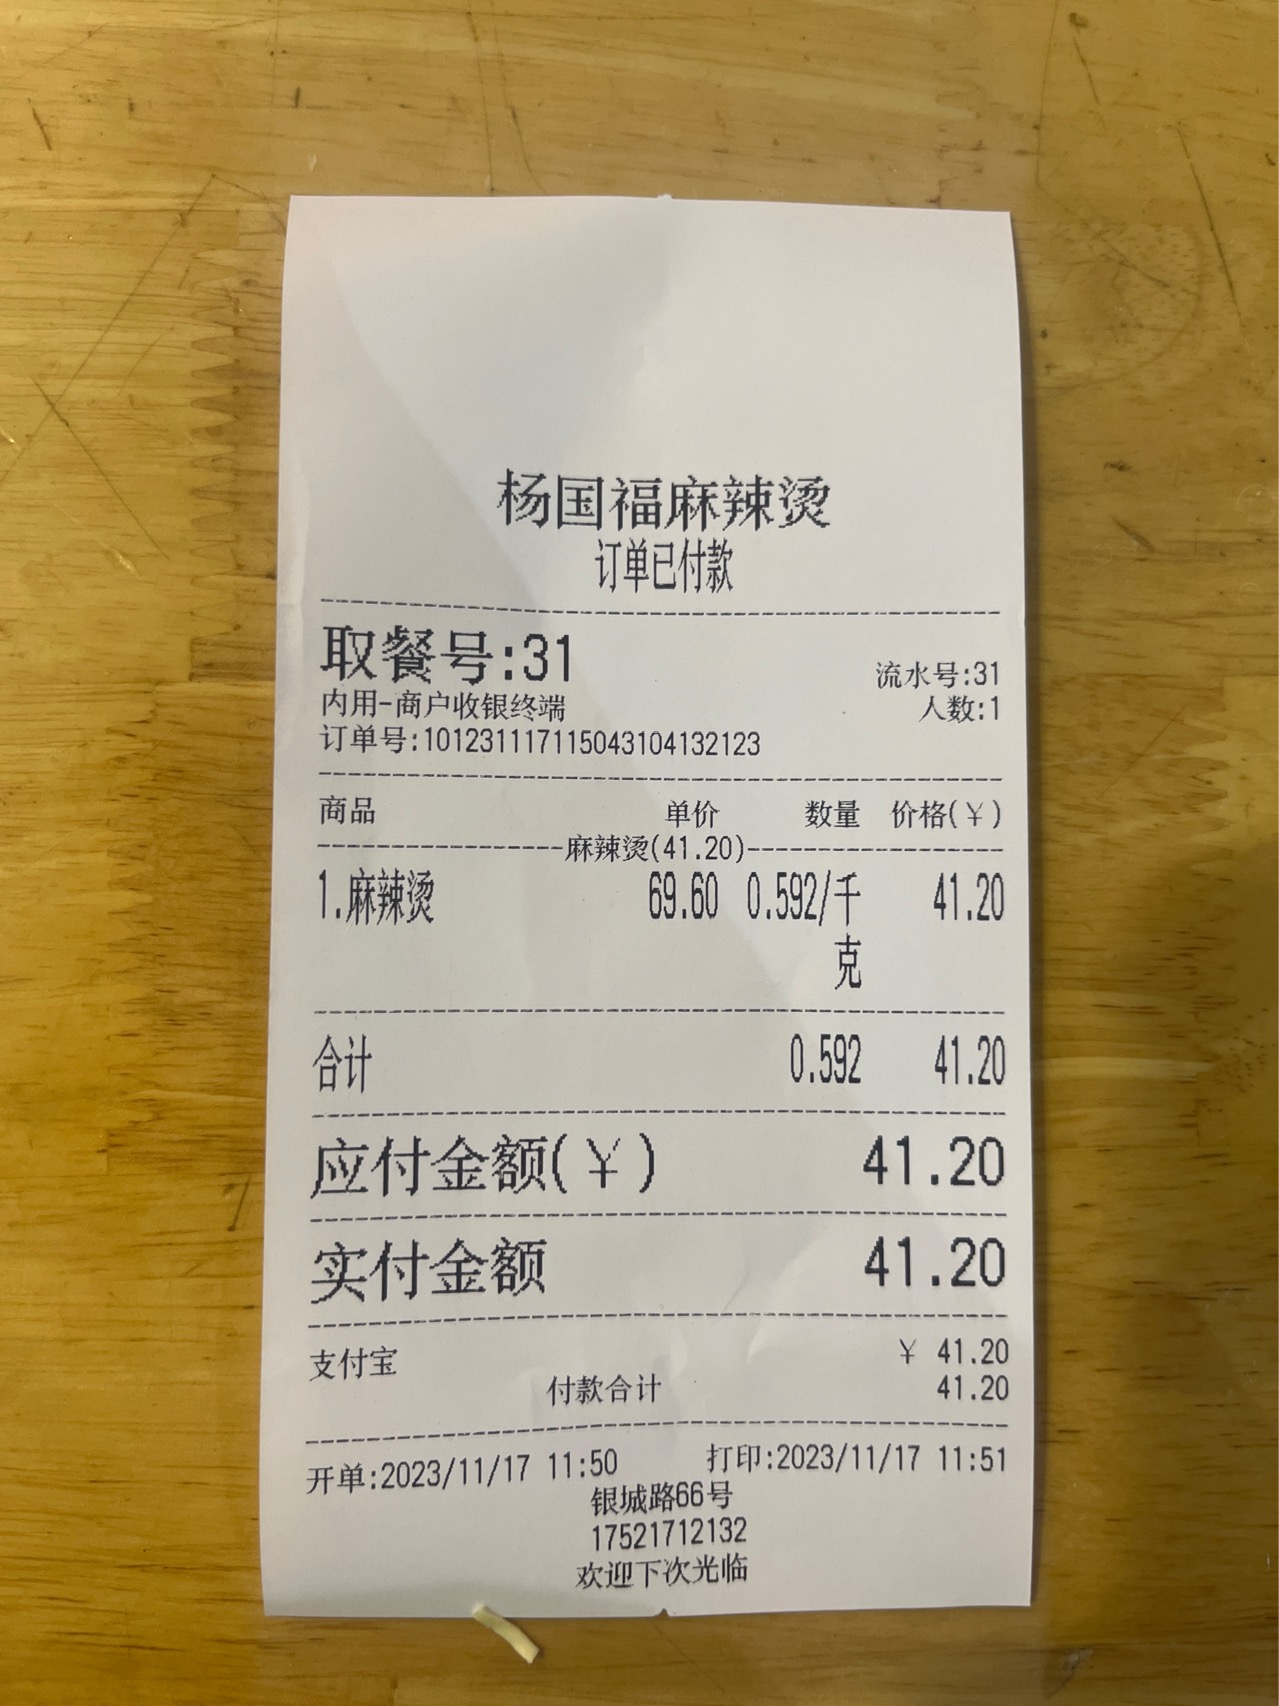 杨国福麻辣烫
订单已付款
取餐号:31
流水号:31
内用-商户收银终端 人数:1
订单号:101231117115043104132123
商品 单价 数量 价格(￥)
麻辣烫(41.20)
1.麻辣烫 69.60 0.592/千 41.20
克
合计 0.592 41.20
应付金额(￥) 41.20
实付金额 41.20
支付宝 ￥ 41.20
付款合计 41.20
开单:2023/11/17 11:50 打印:2023/11/17 11:51
银城路66号
17521712132
欢迎下次光临